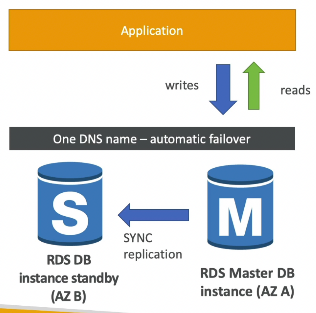 Application
writes
reads
One DNS name – automatic failover
S
M
SYNC
replication
RDS DB
instance standby
(AZ B)
RDS Master DB
instance (AZ A)